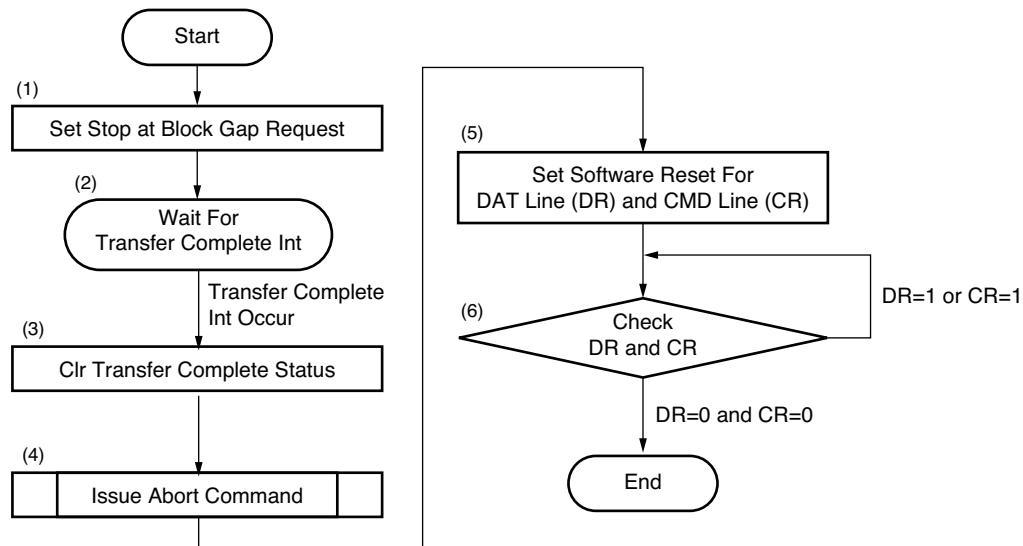 Start
(1)
Set Stop at Block Gap Request
(2)
Wait For
Transfer Complete Int
Transfer Complete
Int Occur
(3)
Clr Transfer Complete Status
(4)
Issue Abort Command
(5)
Set Software Reset For
DAT Line (DR) and CMD Line (CR)
DR=1 or CR=1
(6)
Check
DR and CR
DR=0 and CR=0
End